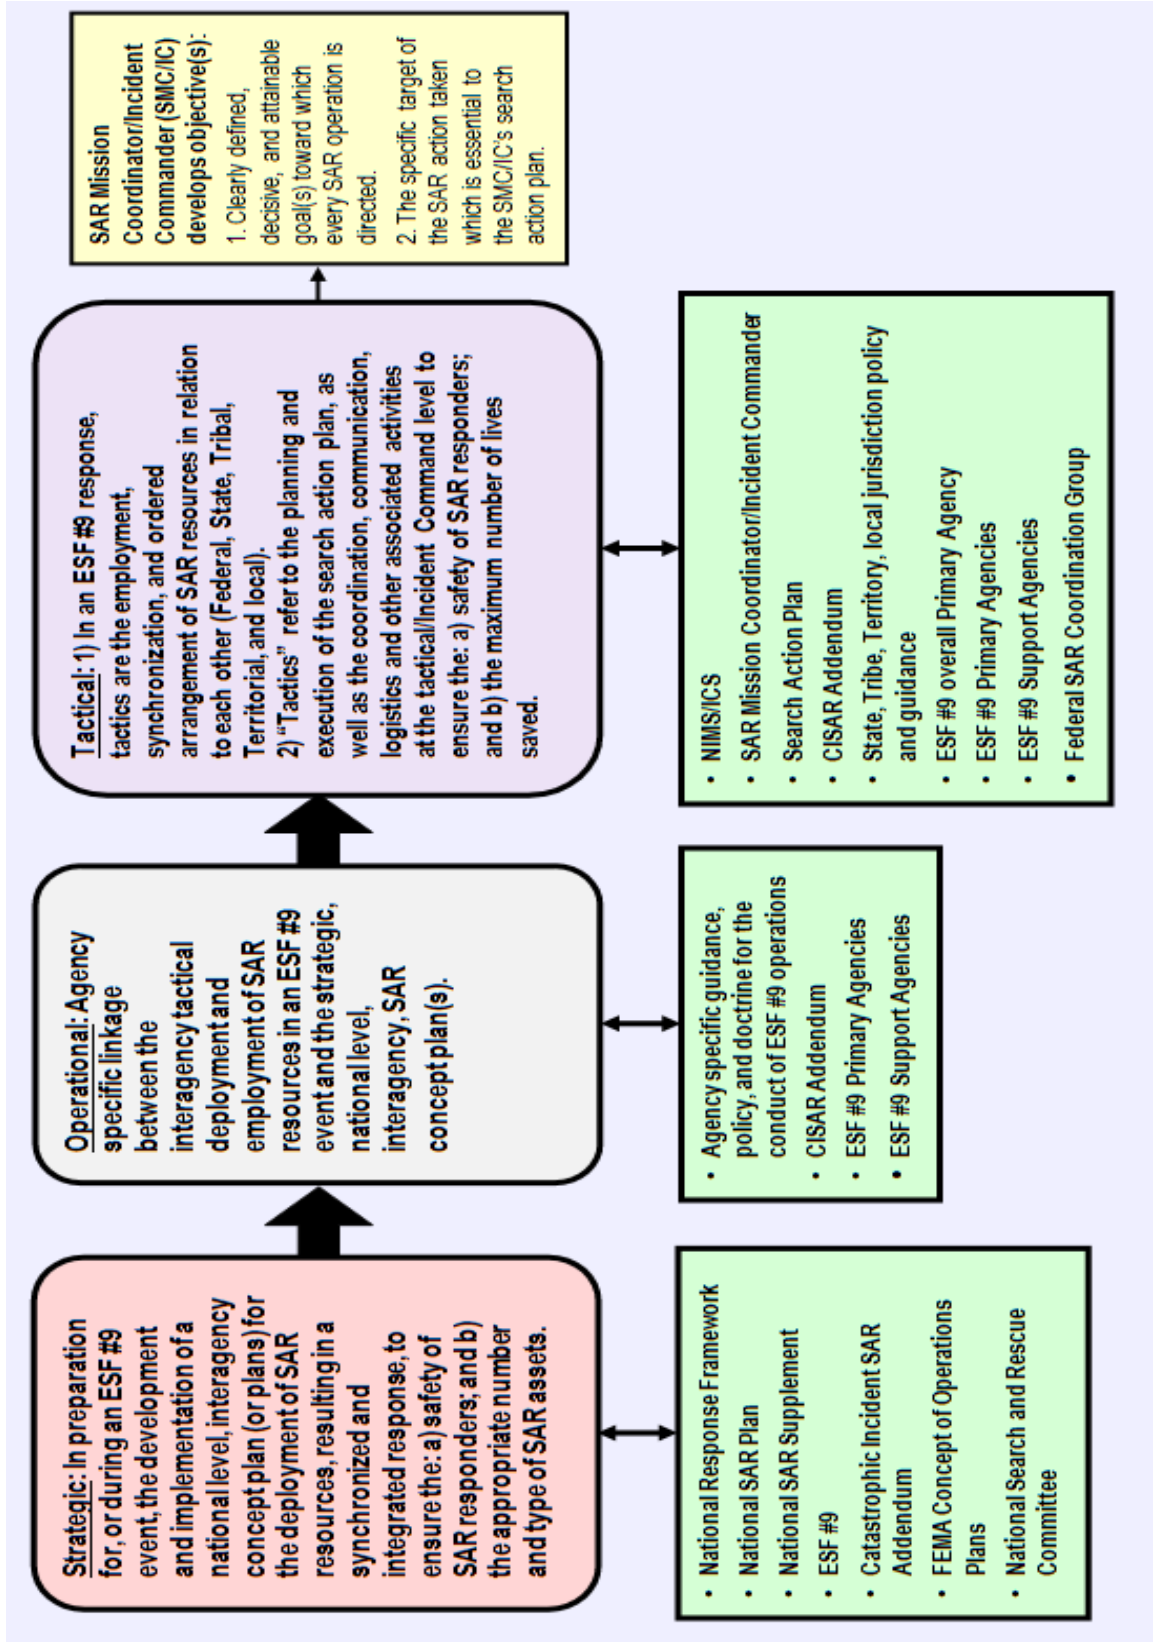 Strategic: In preparation
for, or during an ESF #9
event, the development
and implementation of a
national level, interagency
concept plan (or plans) for
the deployment of SAR
resources, resulting in a
synchronized and
integrated response, to
ensure the: a) safety of
SAR responders; and b)
the appropriate number
and type of SAR assets.
• National Response Framework
• National SAR Plan
• National SAR Supplement
• ESF #9
• Catastrophic Incident SAR
Addendum
• FEMA Concept of Operations
Plans
• National Search and Rescue
Committee
Operational: Agency
specific linkage
between the
interagency tactical
deployment and
employment of SAR
resources in an ESF #9
event and the strategic,
national level,
interagency, SAR
concept plan(s).
• Agency specific guidance,
policy, and doctrine for the
conduct of ESF #9 operations
• CISAR Addendum
• ESF #9 Primary Agencies
• ESF #9 Support Agencies
Tactical: 1) In an ESF #9 response,
tactics are the employment,
synchronization, and ordered
arrangement of SAR resources in relation
to each other (Federal, State, Tribal,
Territorial, and local).
2) “Tactics” refer to the planning and
execution of the search action plan, as
well as the coordination, communication,
logistics and other associated activities
at the tactical/Incident Command level to
ensure the: a) safety of SAR responders;
and b) the maximum number of lives
saved.
• NIMS/ICS
• SAR Mission Coordinator/Incident Commander
• Search Action Plan
• CISAR Addendum
• State, Tribe, Territory, local jurisdiction policy
and guidance
• ESF #9 overall Primary Agency
• ESF #9 Primary Agencies
• ESF #9 Support Agencies
• Federal SAR Coordination Group
SAR Mission
Coordinator/Incident
Commander (SMC/IC)
develops objective(s):
1. Clearly defined,
decisive, and attainable
goal(s) toward which
every SAR operation is
directed.
2. The specific target of
the SAR action taken
which is essential to
the SMC/IC's search
action plan.